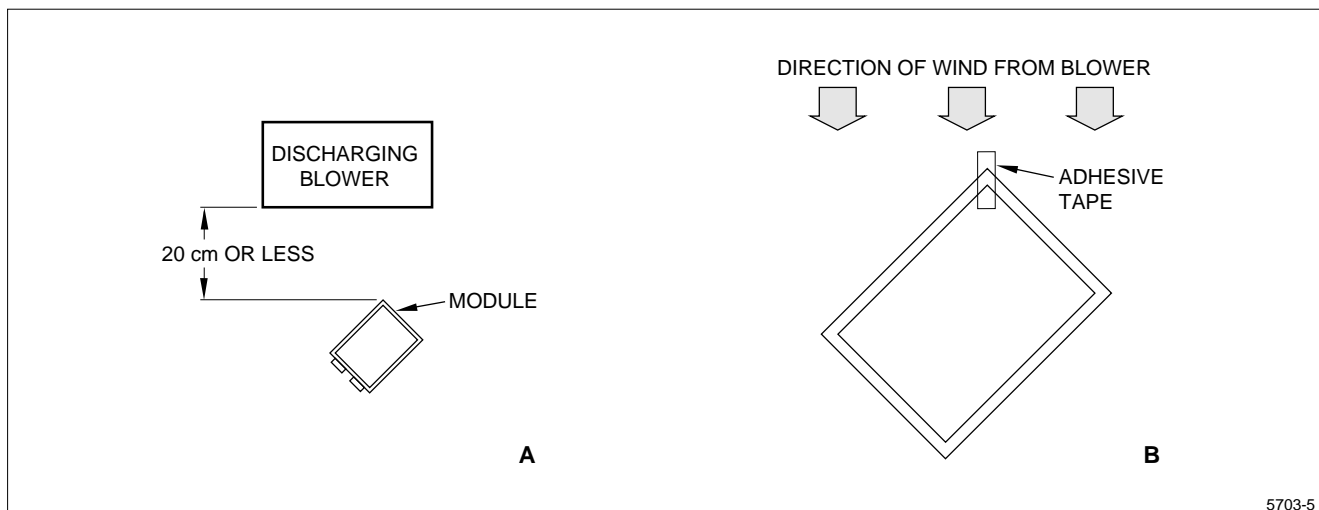 DISCHARGING
BLOWER
20 cm OR LESS
MODULE
A
DIRECTION OF WIND FROM BLOWER
ADHESIVE
TAPE
B
5703-5